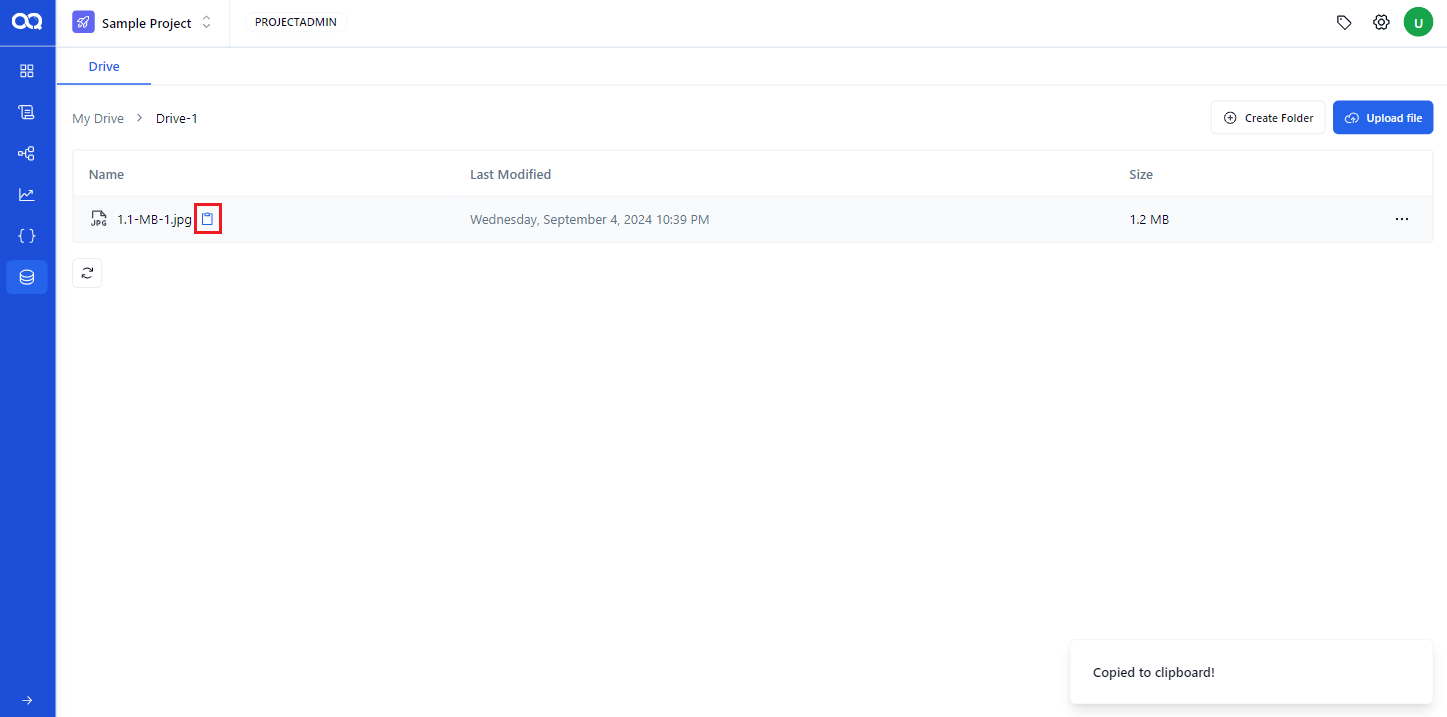 Sample Project
PROJECTADMIN
U
Drive
My Drive > Drive-1
Create Folder
Upload file
Name Last Modified Size
JPG 1.1-MB-1.jpg Wednesday, September 4, 2024 10:39 PM 1.2 MB ...
Copied to clipboard!